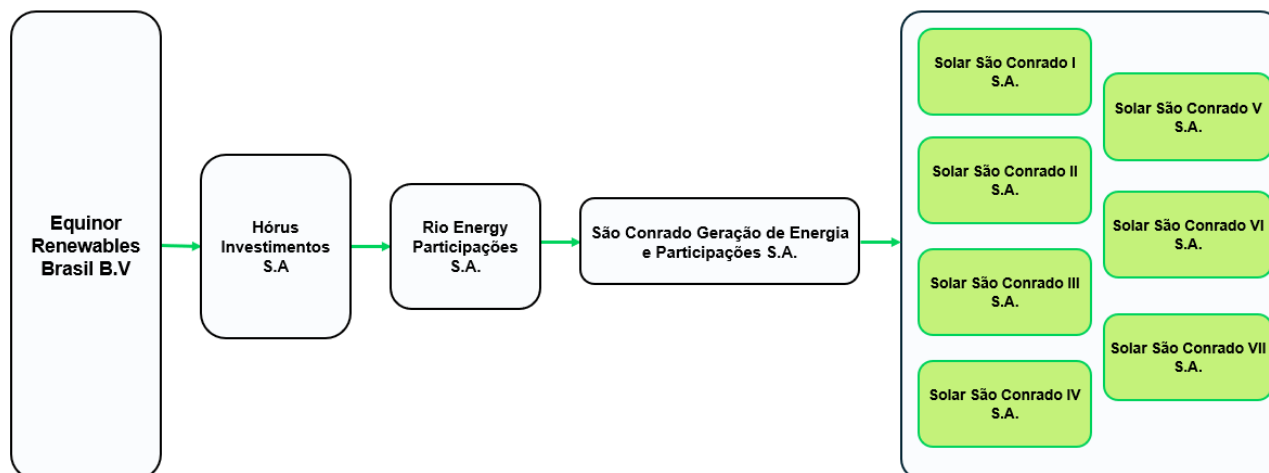 Equinor
Renewables
Brasil B.V
Hórus
Investimentos
S.A
Rio Energy
Participações
S.A.
São Conrado Geração de Energia
e Participações S.A.
Solar São Conrado I
S.A.
Solar São Conrado II
S.A.
Solar São Conrado III
S.A.
Solar São Conrado IV
S.A.
Solar São Conrado V
S.A.
Solar São Conrado VI
S.A.
Solar São Conrado VII
S.A.